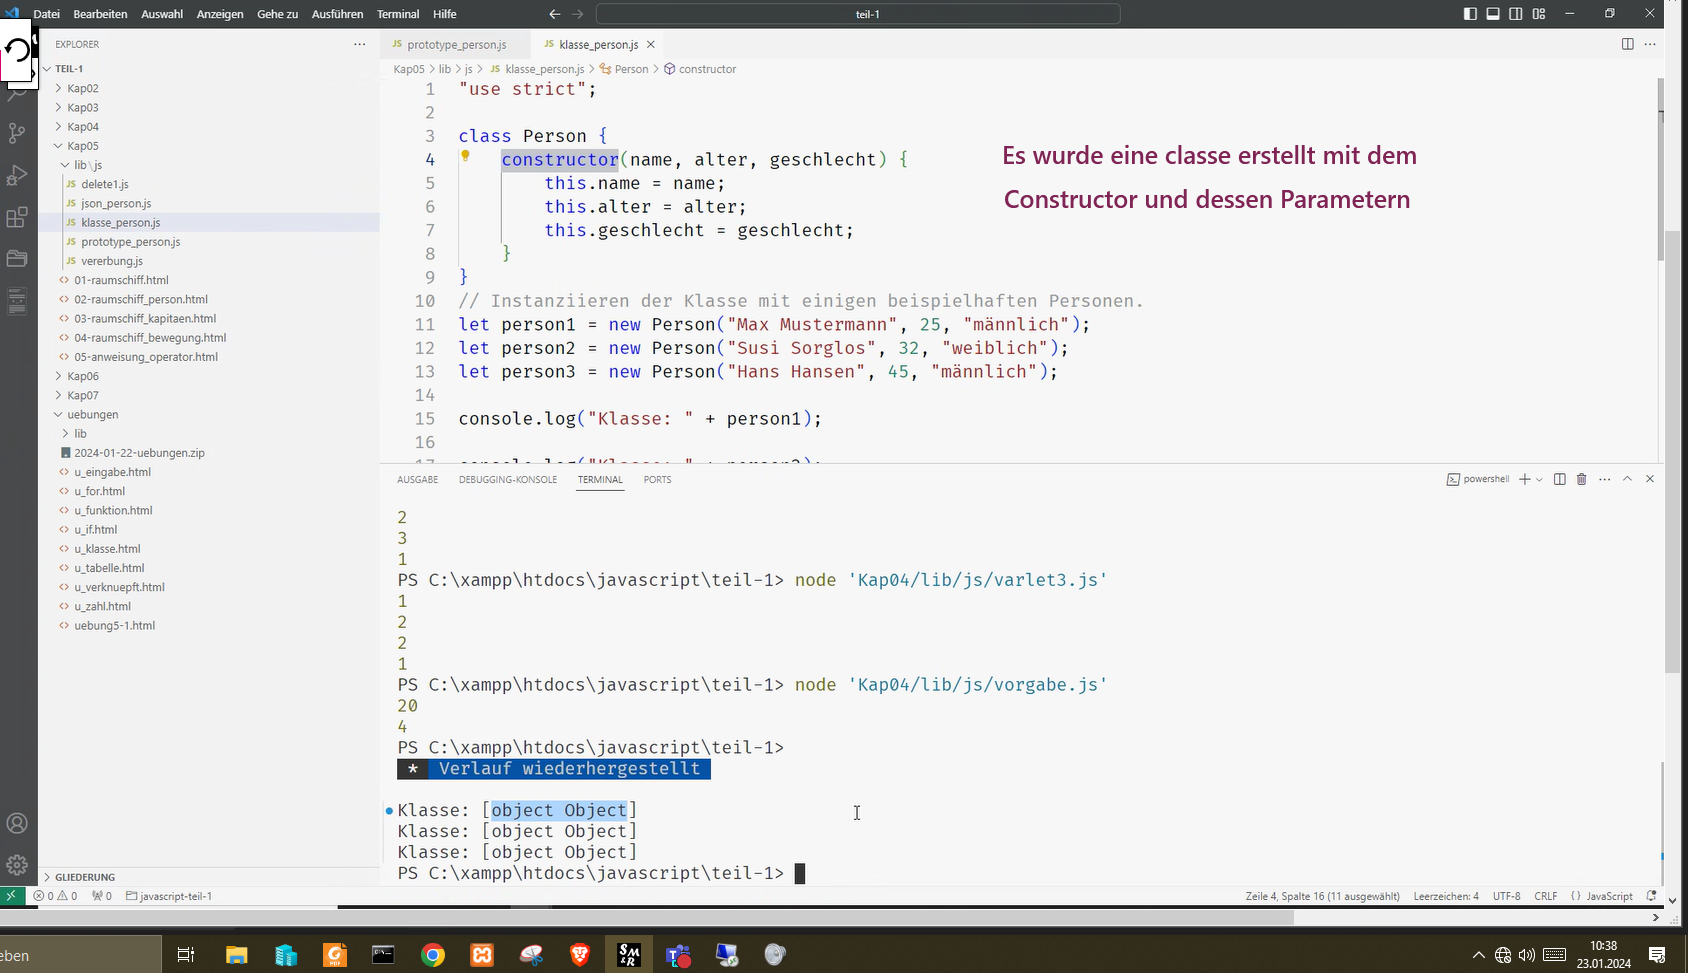 Datei Bearbeiten Auswahl Anzeigen Gehe zu Ausführen Terminal Hilfe
teil-1
EXPLORER
TEIL-1
Kap02
Kap03
Kap04
Kap05
lib \ js
JS delete1.js
JS json_person.js
JS klasse_person.js
JS prototype_person.js
JS vererbung.js
<> 01-raumschiff.html
<> 02-raumschiff_person.html
<> 03-raumschiff_kapitaen.html
<> 04-raumschiff_bewegung.html
<> 05-anweisung_operator.html
Kap06
Kap07
uebungen
lib
2024-01-22-uebungen.zip
<> u_eingabe.html
<> u_for.html
<> u_funktion.html
<> u_if.html
<> u_klasse.html
<> u_tabelle.html
<> u_verknuepft.html
<> u_zahl.html
<> uebung5-1.html
GLIEDERUNG
JS prototype_person.js JS klasse_person.js
Kap05 > lib > js > JS klasse_person.js > Person > constructor
1 "use strict";
2
3 class Person {
4 constructor(name, alter, geschlecht) {
5 this.name = name;
6 this.alter = alter;
7 this.geschlecht = geschlecht;
8 }
9 }
10 // Instanziieren der Klasse mit einigen beispielhaften Personen.
11 let person1 = new Person("Max Mustermann", 25, "männlich");
12 let person2 = new Person("Susi Sorglos", 32, "weiblich");
13 let person3 = new Person("Hans Hansen", 45, "männlich");
14
15 console.log("Klasse: " + person1);
16
Es wurde eine classe erstellt mit dem
Constructor und dessen Parametern
AUSGABE DEBUGGING-KONSOLE TERMINAL PORTS
powershell
2
3
1
PS C:\xampp\htdocs\javascript\teil-1> node 'Kap04/lib/js/varlet3.js'
1
2
2
1
PS C:\xampp\htdocs\javascript\teil-1> node 'Kap04/lib/js/vorgabe.js'
20
4
PS C:\xampp\htdocs\javascript\teil-1>
* Verlauf wiederhergestellt
Klasse: [object Object]
Klasse: [object Object]
Klasse: [object Object]
PS C:\xampp\htdocs\javascript\teil-1>
0 0 0 javascript-teil-1
Zeile 4, Spalte 16 (11 ausgewählt) Leerzeichen: 4 UTF-8 CRLF { } JavaScript
eben
SM&R
10:38
23.01.2024